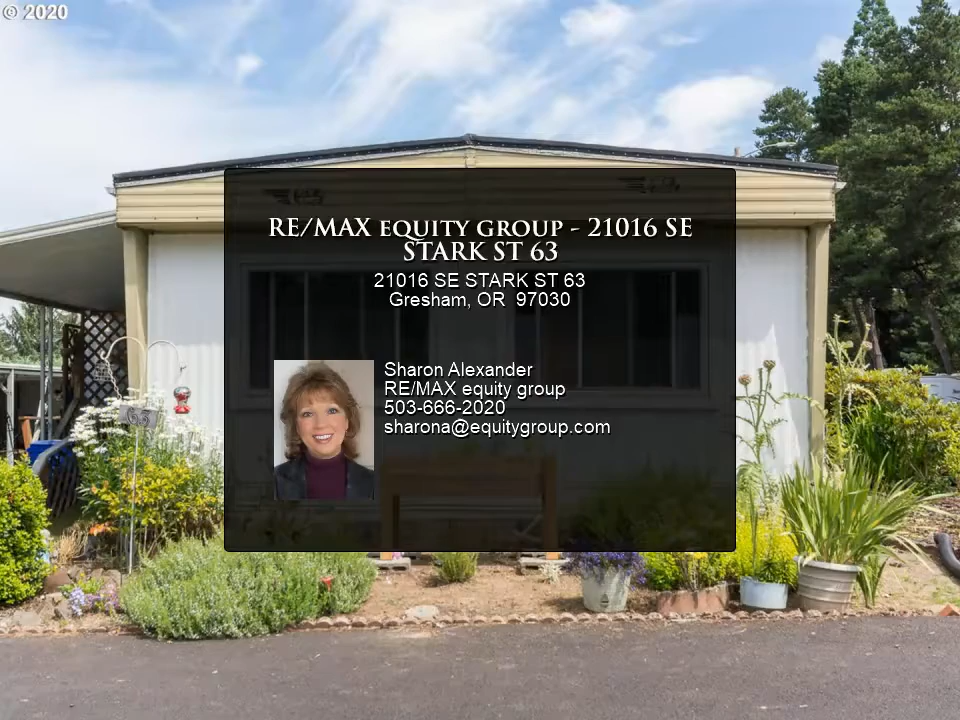 © 2020
RE/MAX EQUITY GROUP - 21016 SE
STARK ST 63
21016 SE STARK ST 63
Gresham, OR 97030
Sharon Alexander
RE/MAX equity group
503-666-2020
sharona@equitygroup.com
63